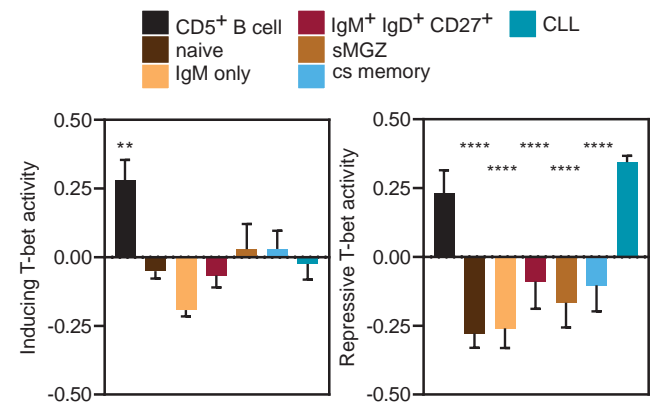 CD5+ B cell
IgM+ IgD+ CD27+
CLL
naive
sMGZ
IgM only
cs memory
Inducing T-bet activity
0.50
0.25
0.00
-0.25
-0.50
**
Repressive T-bet activity
0.50
0.25
0.00
-0.25
-0.50
**** **** ****
**** ****